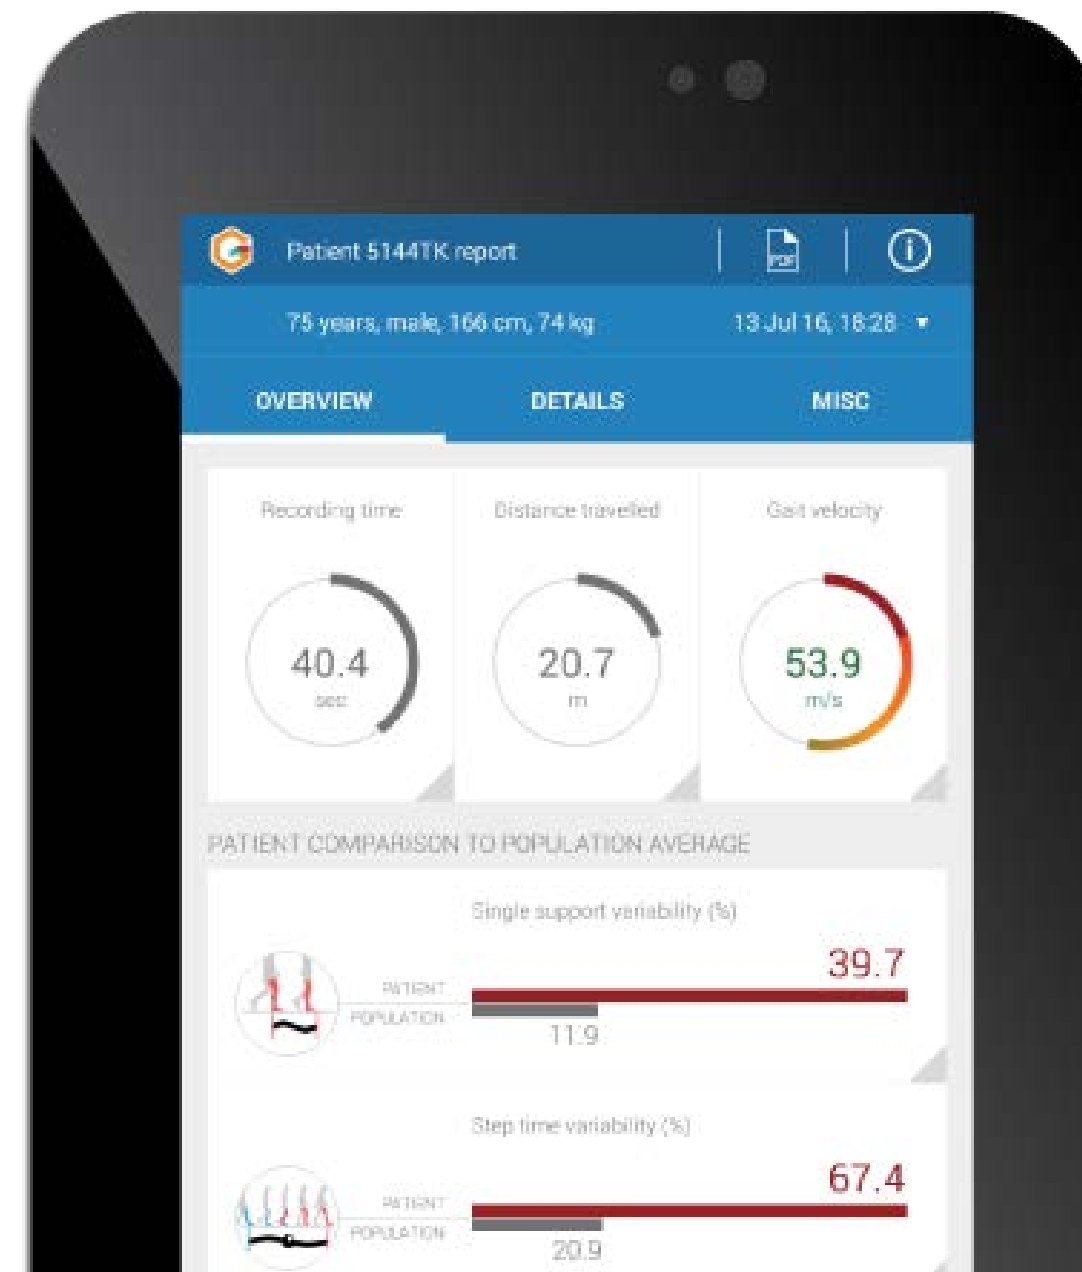 Patient 5144TK report
PDF
75 years, male, 166 cm, 74 kg
13 Jul 16, 18:28
OVERVIEW
DETAILS
MISC
Recording time
Distance travelled
Gait velocity
40.4
sec
20.7
m
53.9
m/s
PATIENT COMPARISON TO POPULATION AVERAGE
Single support variability (%)
39.7
PATIENT
POPULATION
11.9
Step time variability (%)
67.4
PATIENT
POPULATION
20.9